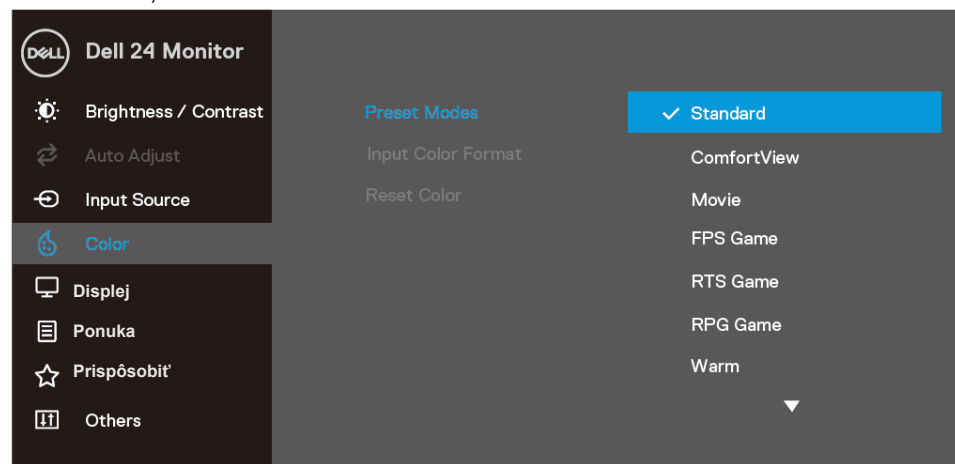 DELL Dell 24 Monitor
Brightness / Contrast
Auto Adjust
Input Source
Color
Displej
Ponuka
Prispôsobiť
Others
Preset Modes
Input Color Format
Reset Color
Standard
ComfortView
Movie
FPS Game
RTS Game
RPG Game
Warm